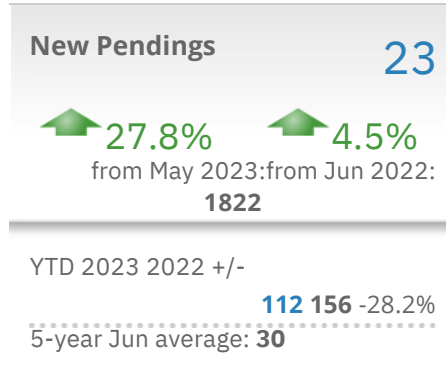 New Pendings
23
27.8% 4.5%
from May 2023:from Jun 2022:
1822
YTD 2023 2022 +/-
112 156 -28.2%
5-year Jun average: 30